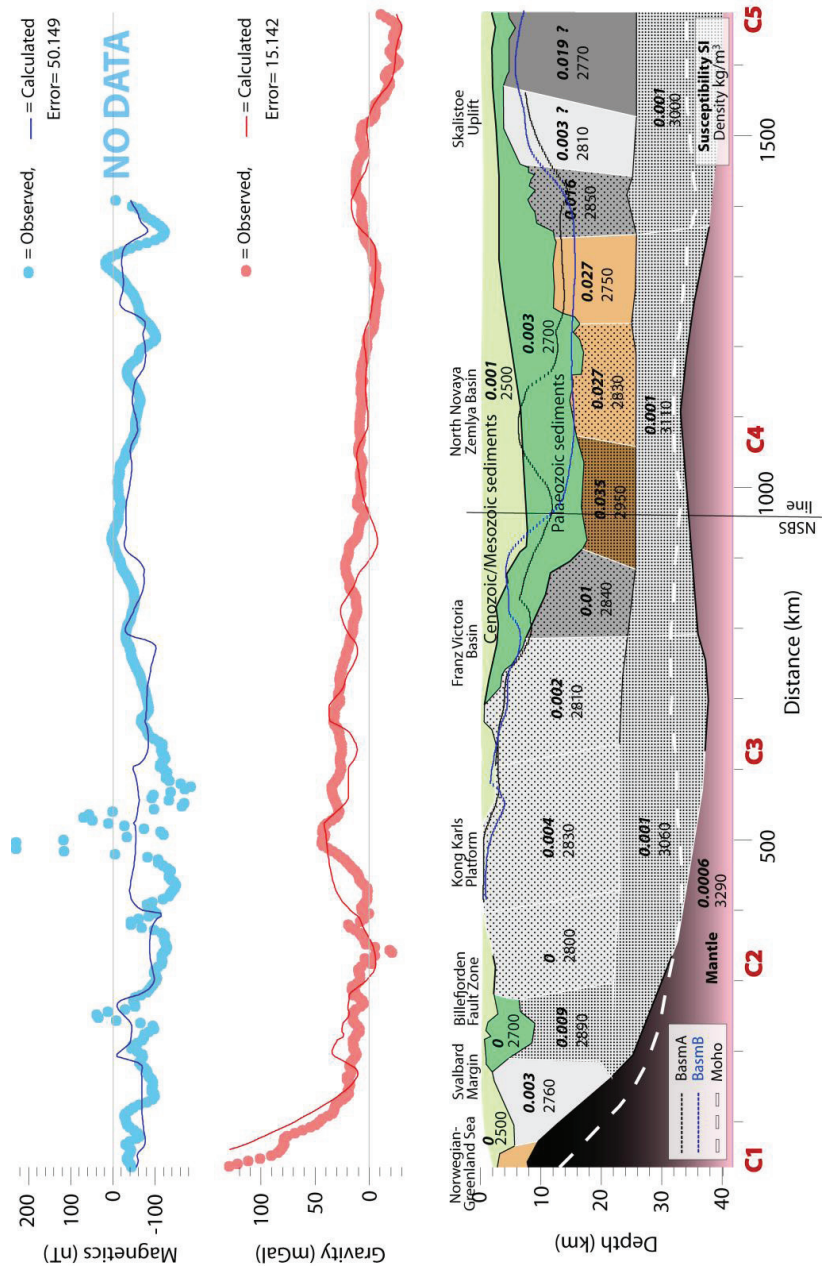 = Observed, = Calculated
Error= 50.149
NO DATA
200
100
0
-100
Magnetics (nT)
= Observed, = Calculated
Error= 15.142
100
50
0
Gravity (mGal)
Norwegian-
Greenland Sea
Svalbard
Margin
Billefjorden
Fault Zone
Kong Karls
Platform
Franz Victoria
Basin
North Novaya
Zemlya Basin
Skalistoe
Uplift
0
10
20
30
40
Depth (km)
0
2500
0
2700
Cenozoic/Mesozoic sediments
0.001
2500
Palaeozoic sediments
0.003
2700
0.003
2760
0.009
2890
0
2800
0.004
2830
0.002
2810
0.01
2840
0.035
2950
0.027
2830
0.027
2750
0.016
2850
0.003 ?
2810
0.019 ?
2770
0.001
3060
0.001
3110
0.001
3000
Mantle
0.0006
3290
BasmA
BasmB
Moho
Susceptibility SI
Density kg/m³
C1
C2
500
C3
NSBS
line
1000
C4
1500
C5
Distance (km)